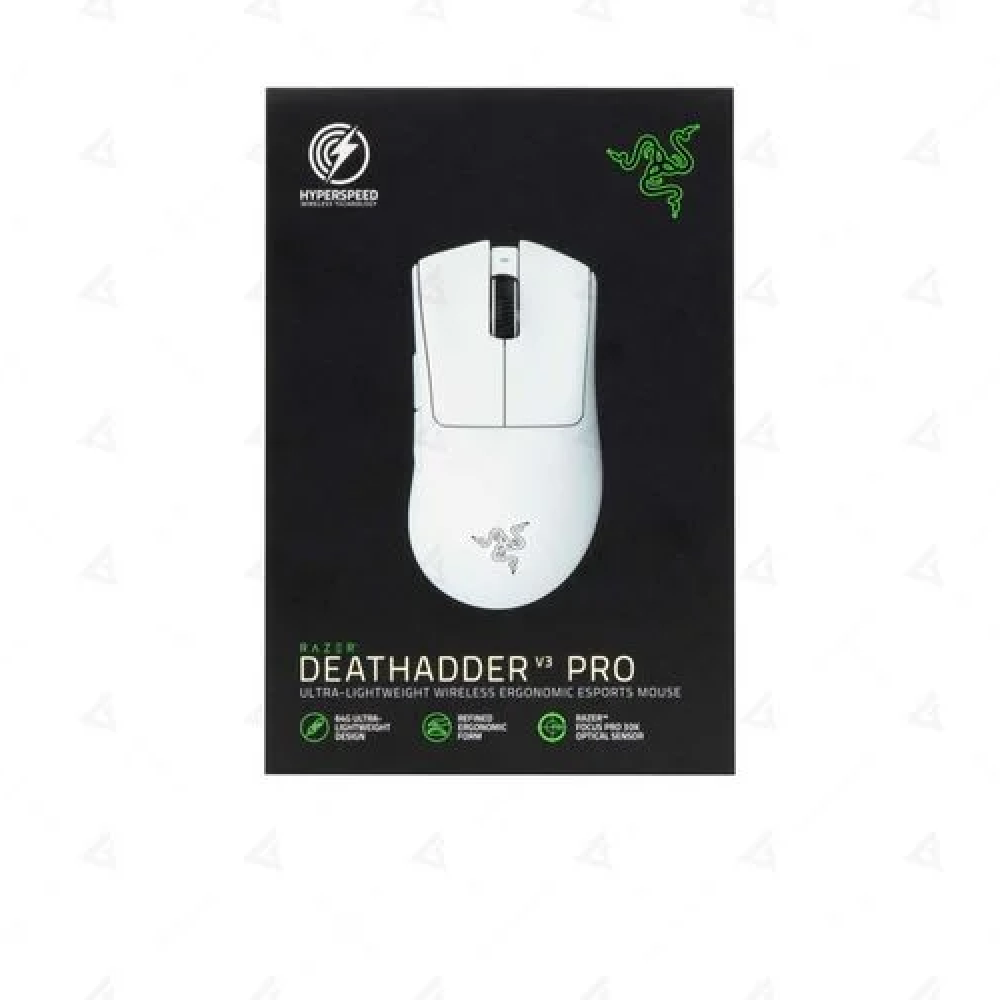 HYPERSPEED
WIRELESS TECHNOLOGY
RAZER
DEATHADDER V3 PRO
ULTRA-LIGHTWEIGHT WIRELESS ERGONOMIC ESPORTS MOUSE
64G ULTRA-
LIGHTWEIGHT
DESIGN
REFINED
ERGONOMIC
FORM
RAZER™
FOCUS PRO 30K
OPTICAL SENSOR